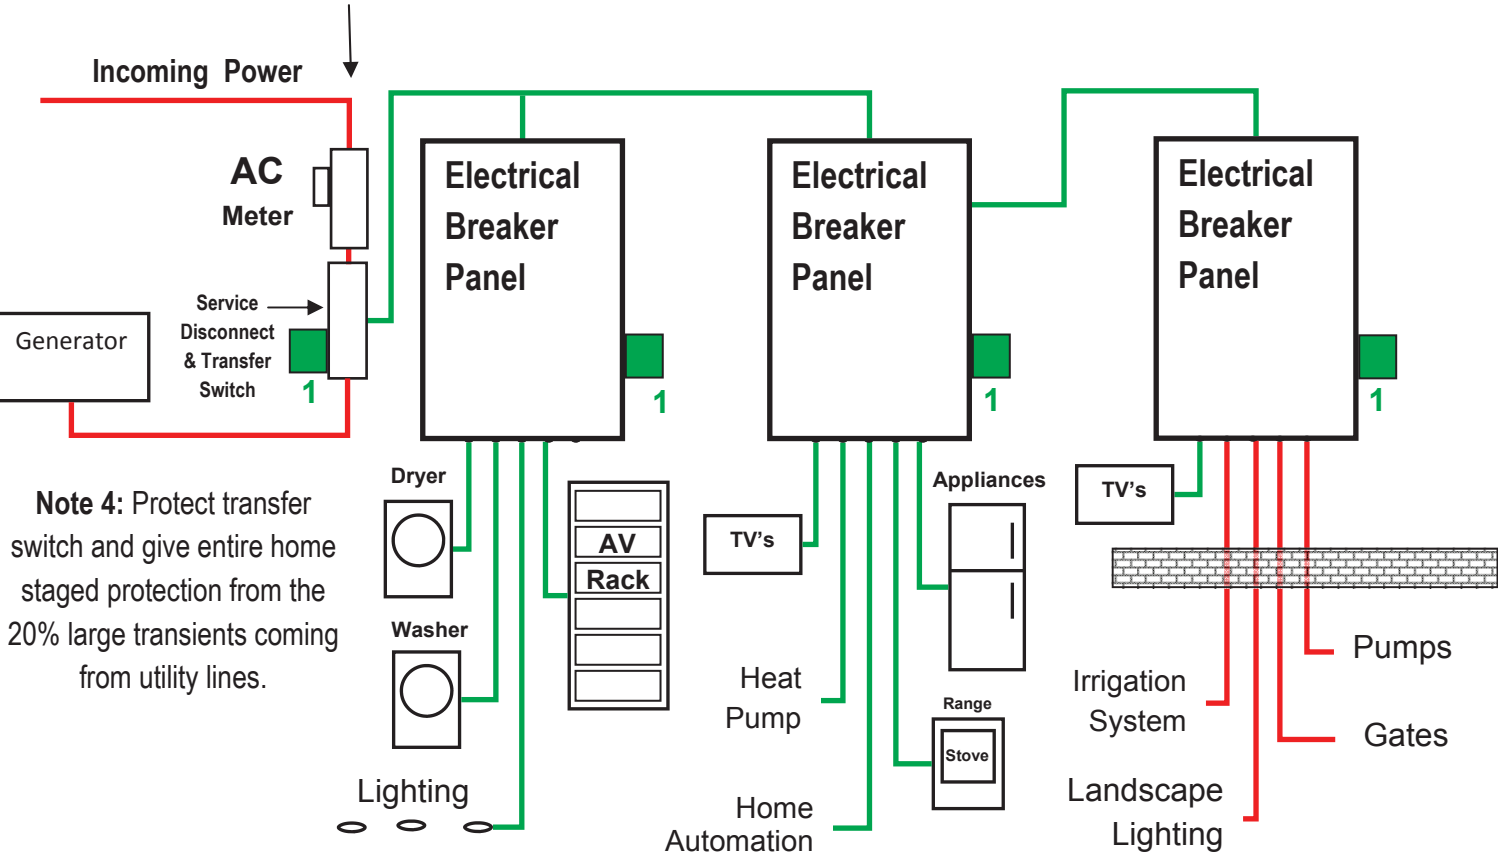 Incoming Power
AC
Meter
Service
Disconnect
& Transfer
Switch
1
Generator
Note 4: Protect transfer
switch and give entire home
staged protection from the
20% large transients coming
from utility lines.
Electrical
Breaker
Panel
1
Dryer
Washer
Lighting
AV
Rack
Electrical
Breaker
Panel
1
TV's
Heat
Pump
Home
Automation
Appliances
Range
Stove
Electrical
Breaker
Panel
1
TV's
Irrigation
System
Landscape
Lighting
Pumps
Gates